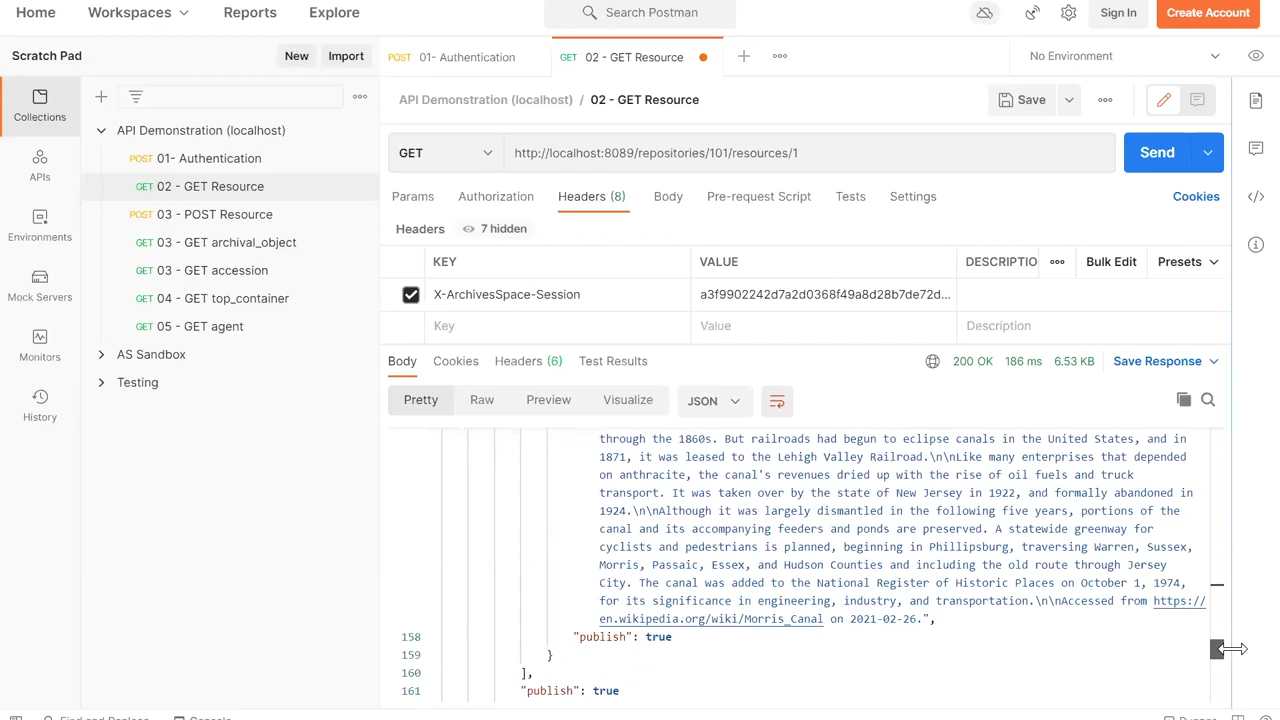 Home Workspaces Reports Explore Search Postman Sign In Create Account
Scratch Pad New Import POST 01- Authentication GET 02 - GET Resource No Environment
Collections
APIs
Environments
Mock Servers
Monitors
History
API Demonstration (localhost)
POST 01- Authentication
GET 02 - GET Resource
POST 03 - POST Resource
GET 03 - GET archival_object
GET 03 - GET accession
GET 04 - GET top_container
GET 05 - GET agent
AS Sandbox
Testing
API Demonstration (localhost) / 02 - GET Resource Save
GET http://localhost:8089/repositories/101/resources/1 Send
Params Authorization Headers (8) Body Pre-request Script Tests Settings Cookies
Headers 7 hidden
KEY VALUE DESCRIPTIO Bulk Edit Presets
X-ArchivesSpace-Session a3f9902242d7a2d0368f49a8d28b7de72d...
Key Value Description
Body Cookies Headers (6) Test Results 200 OK 186 ms 6.53 KB Save Response
Pretty Raw Preview Visualize JSON
through the 1860s. But railroads had begun to eclipse canals in the United States, and in
1871, it was leased to the Lehigh Valley Railroad.\n\nLike many enterprises that depended
on anthracite, the canal's revenues dried up with the rise of oil fuels and truck
transport. It was taken over by the state of New Jersey in 1922, and formally abandoned in
1924.\n\nAlthough it was largely dismantled in the following five years, portions of the
canal and its accompanying feeders and ponds are preserved. A statewide greenway for
cyclists and pedestrians is planned, beginning in Phillipsburg, traversing Warren, Sussex,
Morris, Passaic, Essex, and Hudson Counties and including the old route through Jersey
City. The canal was added to the National Register of Historic Places on October 1, 1974,
for its significance in engineering, industry, and transportation.\n\nAccessed from https://
en.wikipedia.org/wiki/Morris_Canal on 2021-02-26.",
158 "publish": true
159 }
160 ],
161 "publish": true
Find and Replace Console Runner